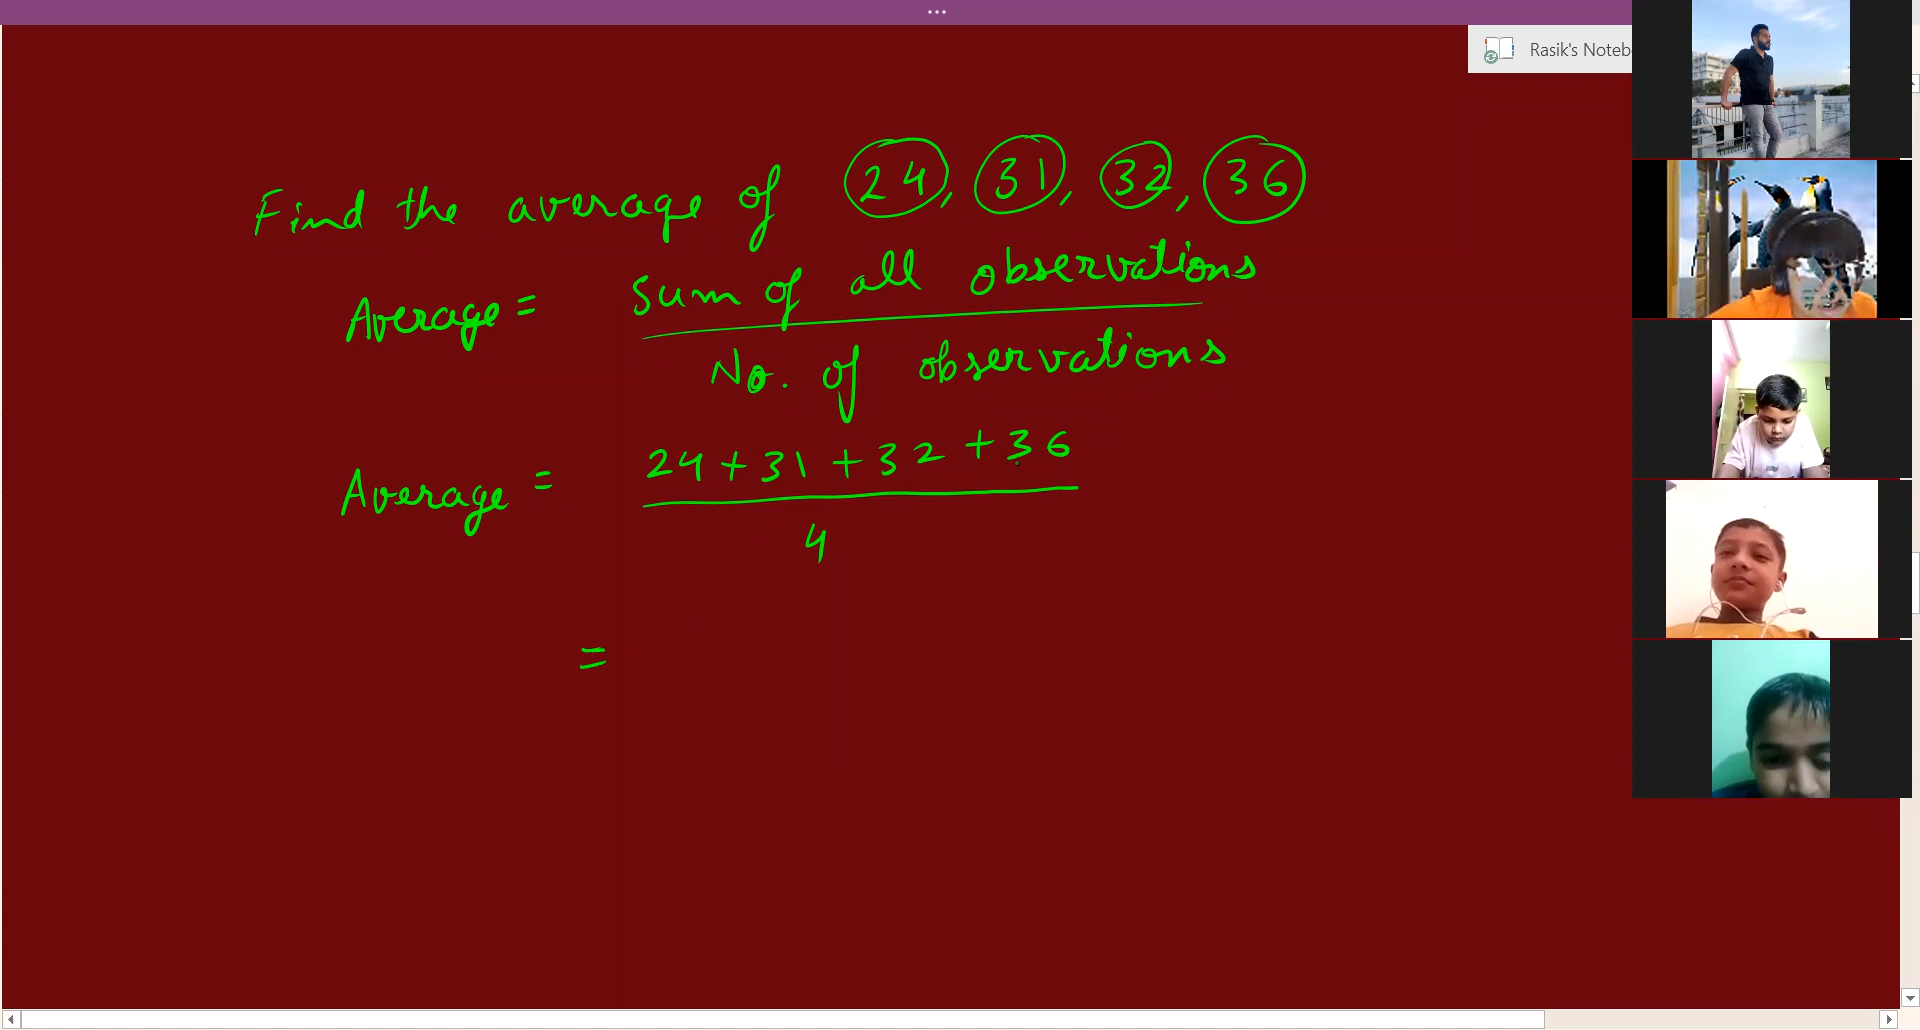 Rasik's Noteb
Find the average of 24, 31, 32, 36
Average = Sum of all observations
No. of observations
Average = 24 + 31 + 32 + 36
4
=